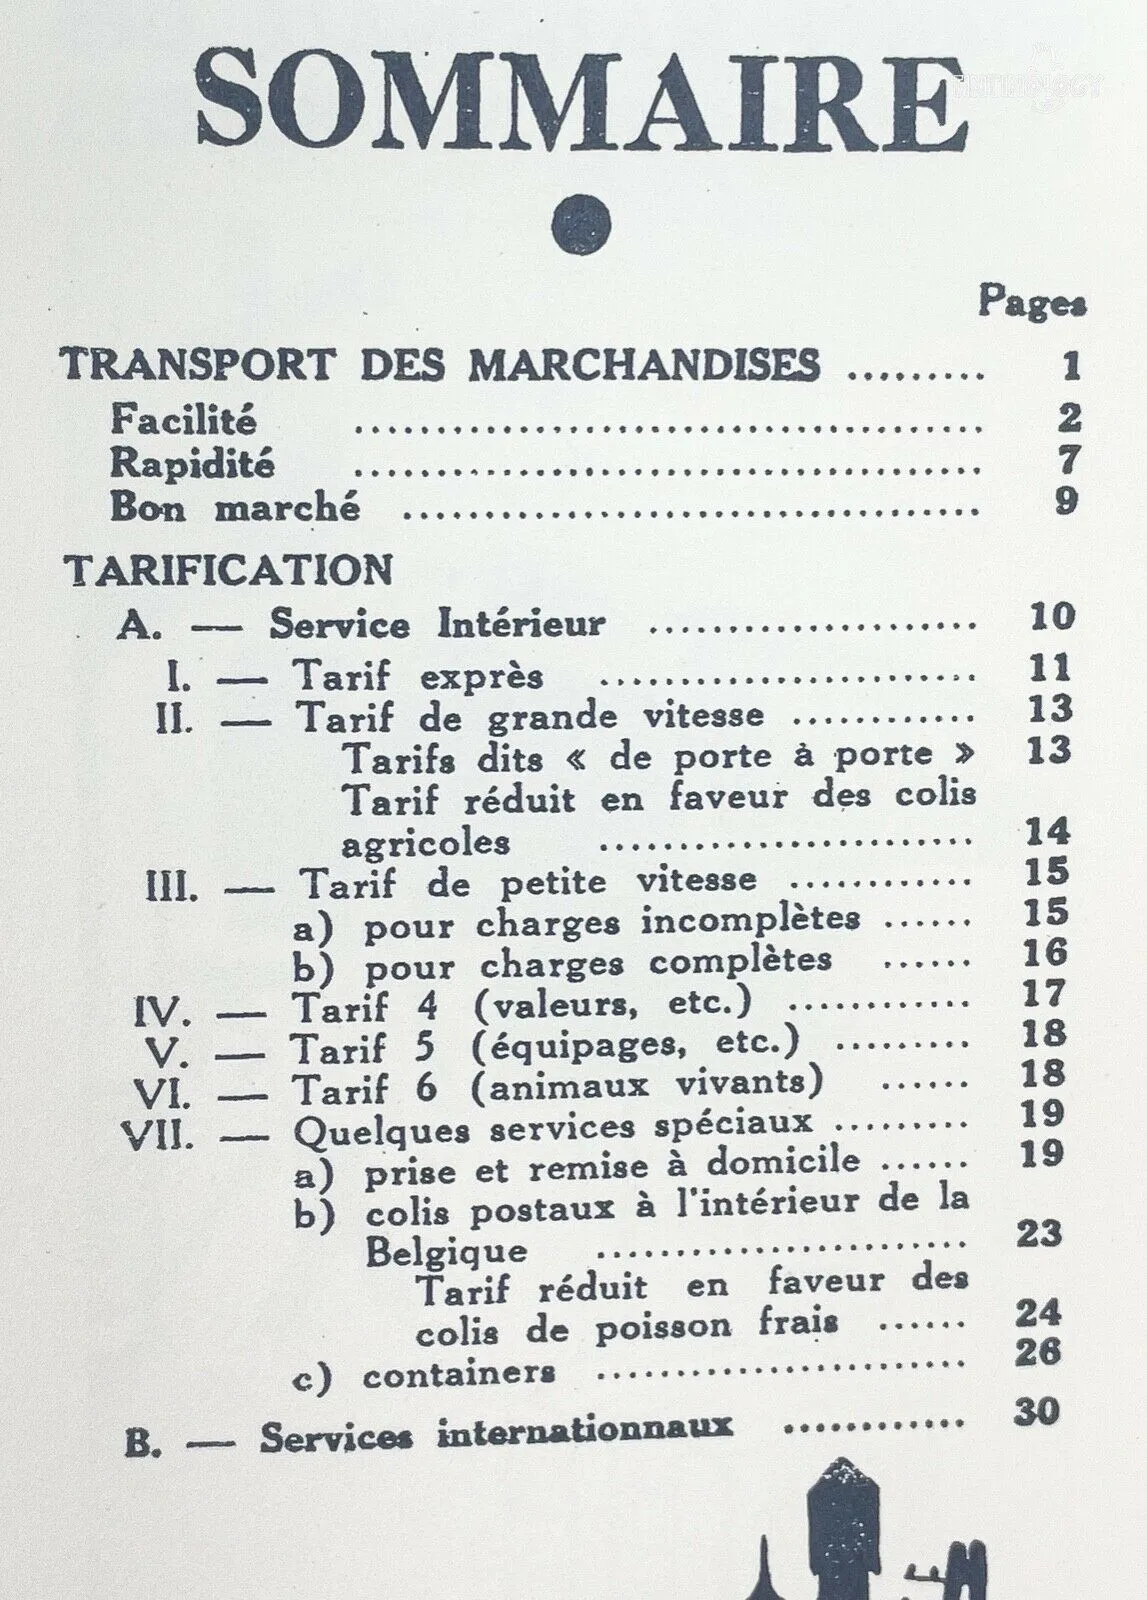 SOMMAIRE
Pages
TRANSPORT DES MARCHANDISES ......... 1
Facilité ................................ 2
Rapidité ................................ 7
Bon marché .............................. 9
TARIFICATION
A. — Service Intérieur ..................... 10
I. — Tarif exprès ........................ 11
II. — Tarif de grande vitesse ............ 13
Tarifs dits « de porte à porte » 13
Tarif réduit en faveur des colis
agricoles ........................ 14
III. — Tarif de petite vitesse ............ 15
a) pour charges incomplètes ...... 15
b) pour charges complètes ...... 16
IV. — Tarif 4 (valeurs, etc.) ............ 17
V. — Tarif 5 (équipages, etc.) ......... 18
VI. — Tarif 6 (animaux vivants) ...... 18
VII. — Quelques services spéciaux ......... 19
a) prise et remise à domicile ...... 19
b) colis postaux à l'intérieur de la
Belgique ........................ 23
Tarif réduit en faveur des
colis de poisson frais ...... 24
c) containers ........................ 26
B. — Services internationnaux ............ 30